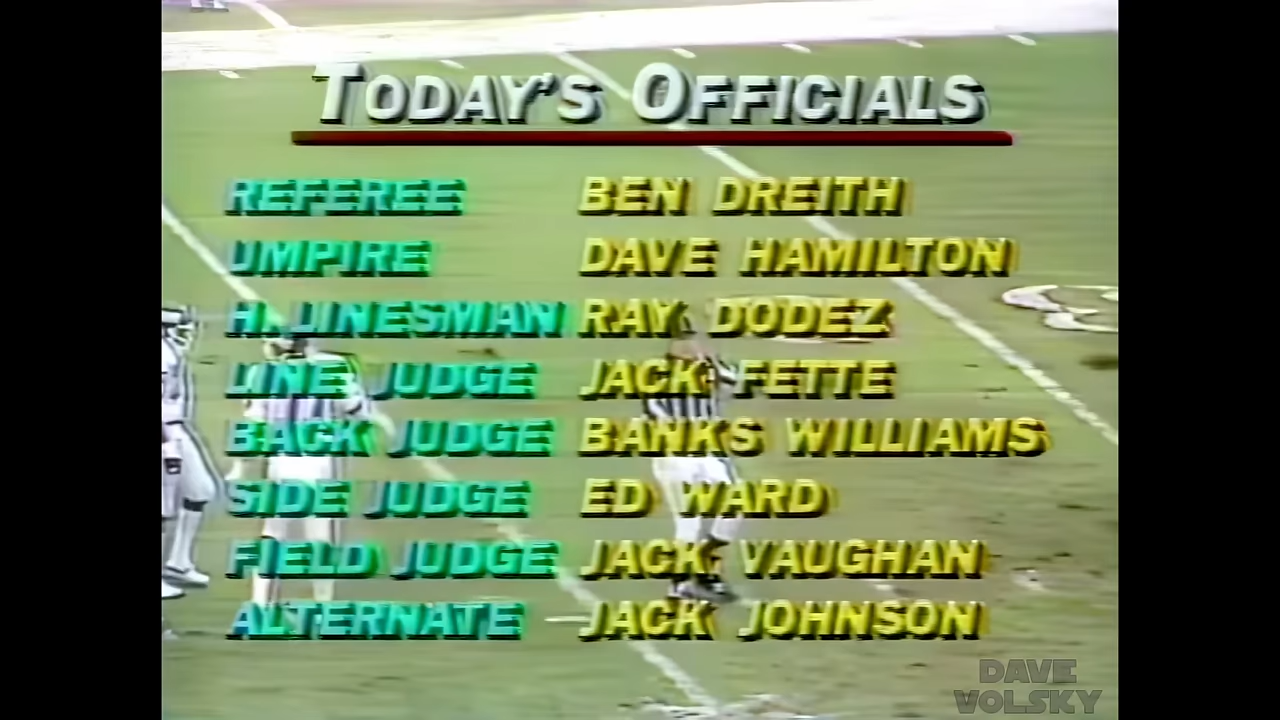 TODAY'S OFFICIALS
REFEREE BEN DREITH
UMPIRE DAVE HAMILTON
H. LINESMAN RAY DODEZ
LINE JUDGE JACK FETTE
BACK JUDGE BANKS WILLIAMS
SIDE JUDGE ED WARD
FIELD JUDGE JACK VAUGHAN
ALTERNATE JACK JOHNSON
DAVE
VOLSKY